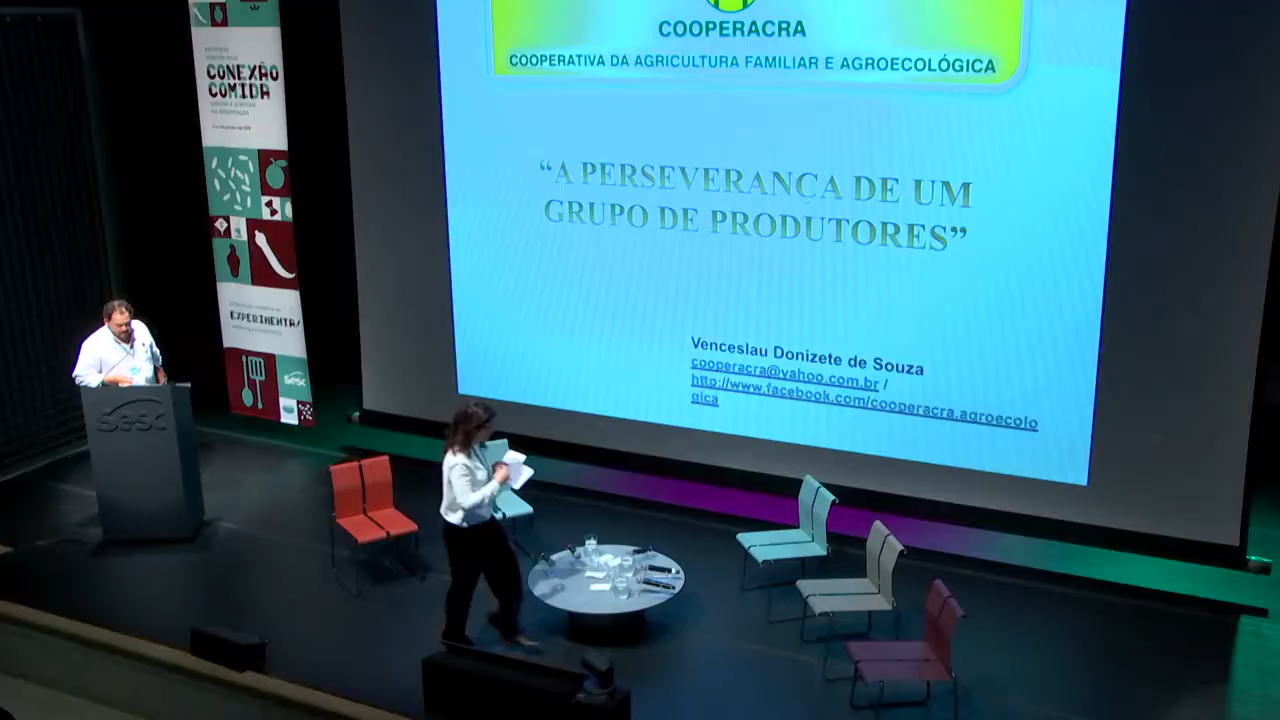 COOPERACRA
COOPERATIVA DA AGRICULTURA FAMILIAR E AGROECOLÓGICA
“A PERSEVERANÇA DE UM
GRUPO DE PRODUTORES”
Venceslau Donizete de Souza
cooperacra@yahoo.com.br /
http://www.facebook.com/cooperacra.agroecolo
gica
CONEXÃO
COMIDA
EXPERIMENTA!
Sesc
Sesc